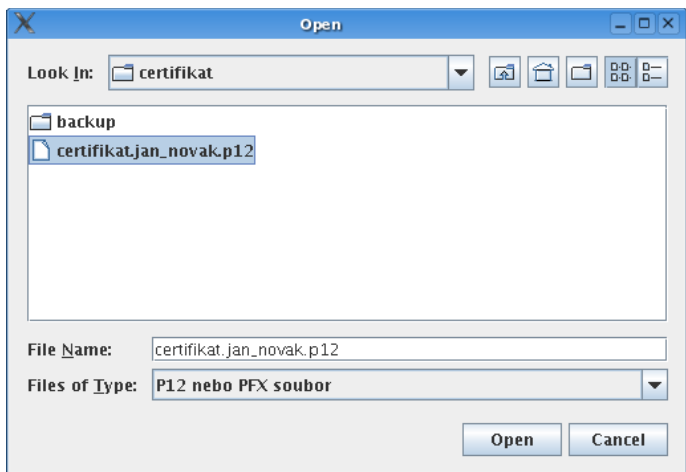 Open
Look In: certifikat
backup
certifikat.jan_novak.p12
File Name: certifikat.jan_novak.p12
Files of Type: P12 nebo PFX soubor
Open Cancel